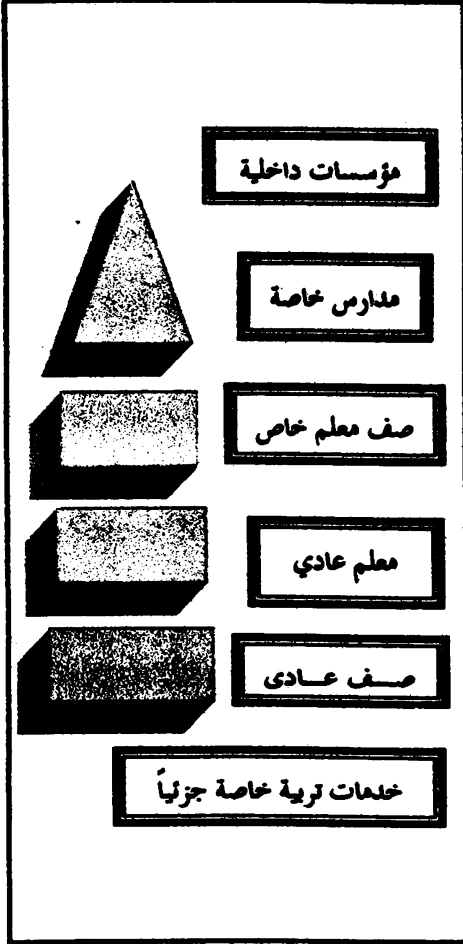 مؤسسات داخلية
مدارس خاصة
صف معلم خاص
معلم عادي
صــف عــادى
خدمات تربية خاصة جزئياً